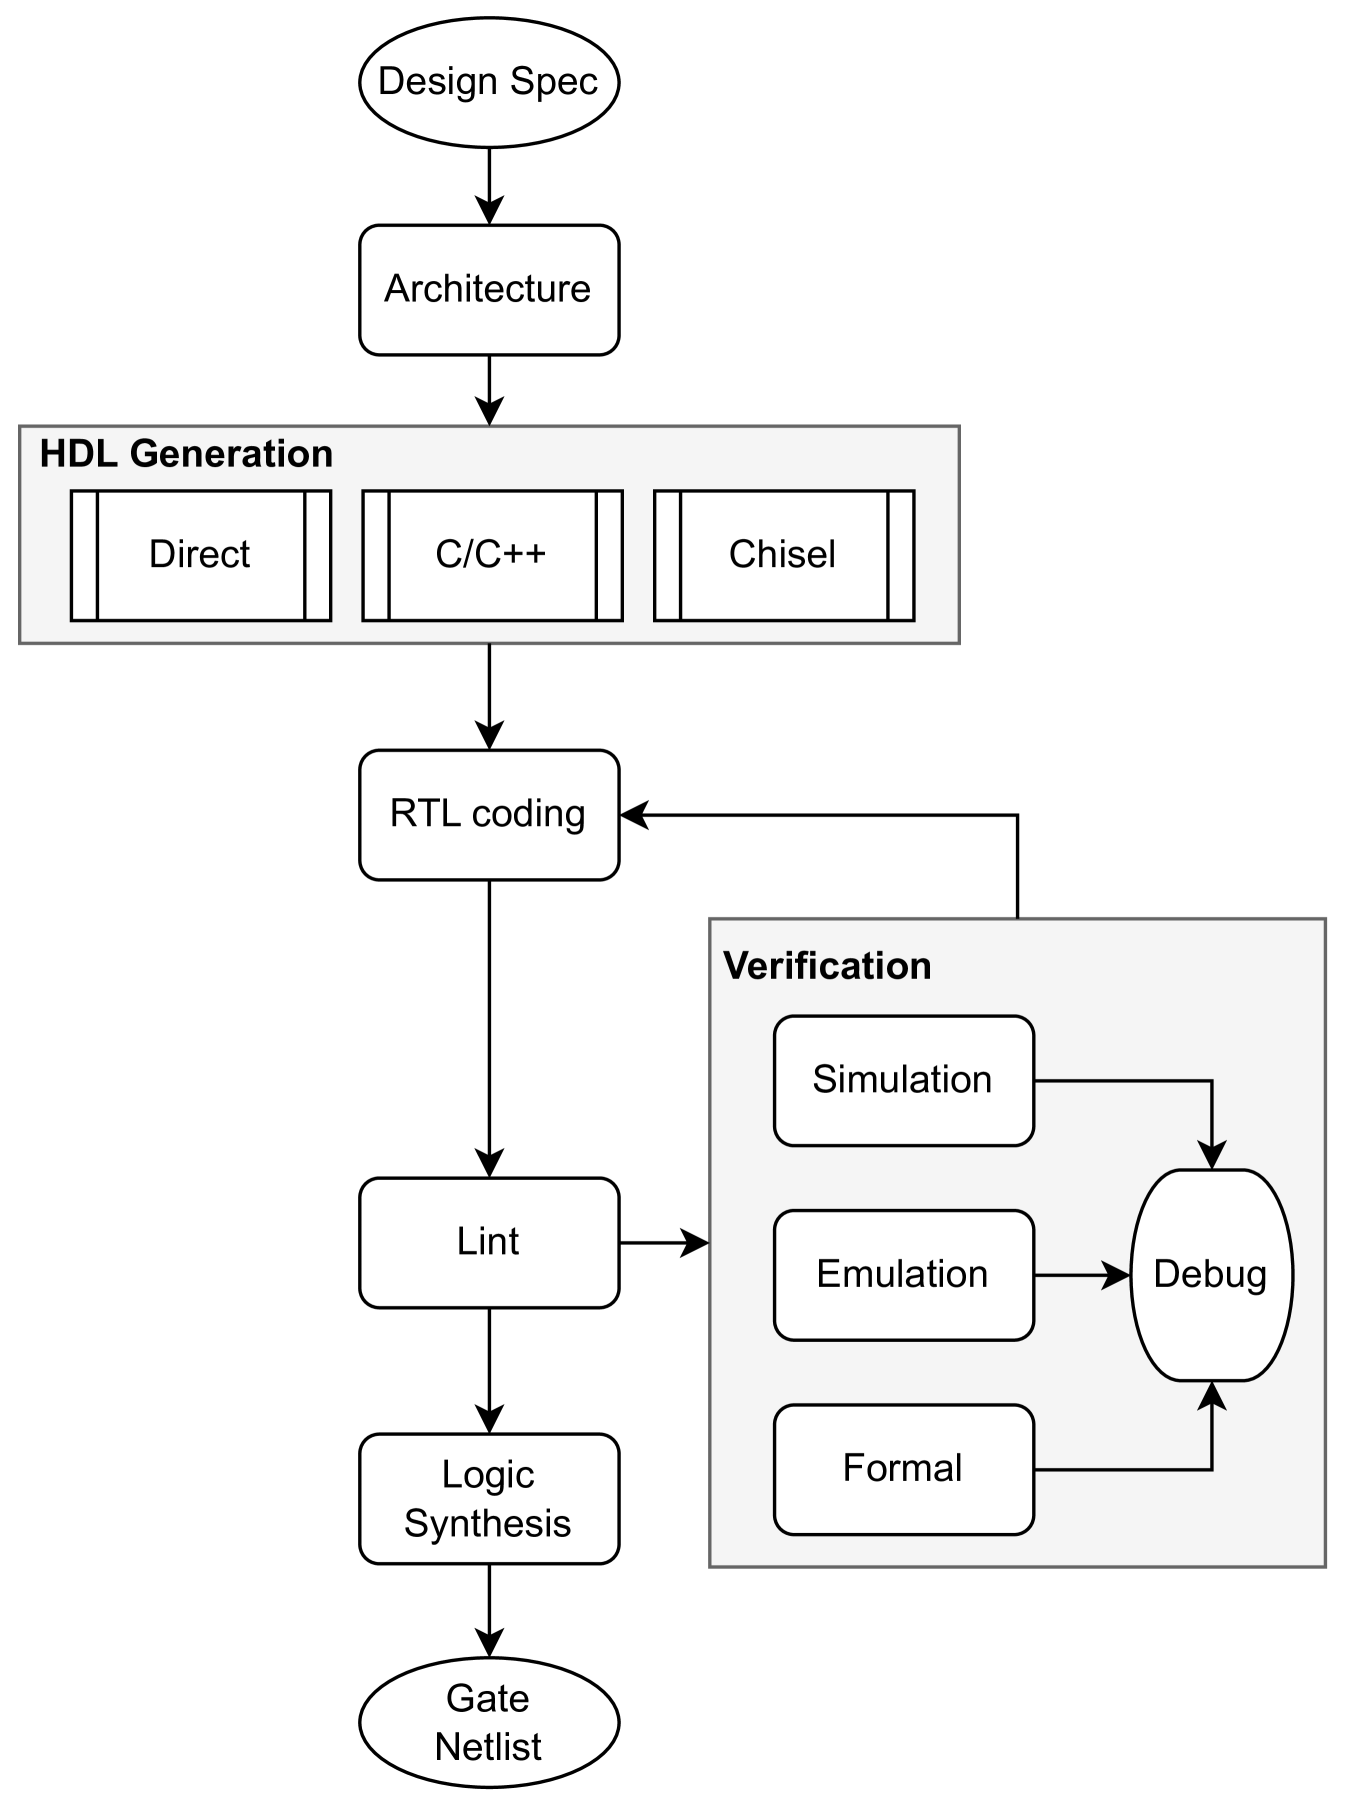 Design Spec
Architecture
HDL Generation
Direct
C/C++
Chisel
RTL coding
Verification
Simulation
Lint
Emulation
Debug
Formal
Logic
Synthesis
Gate
Netlist